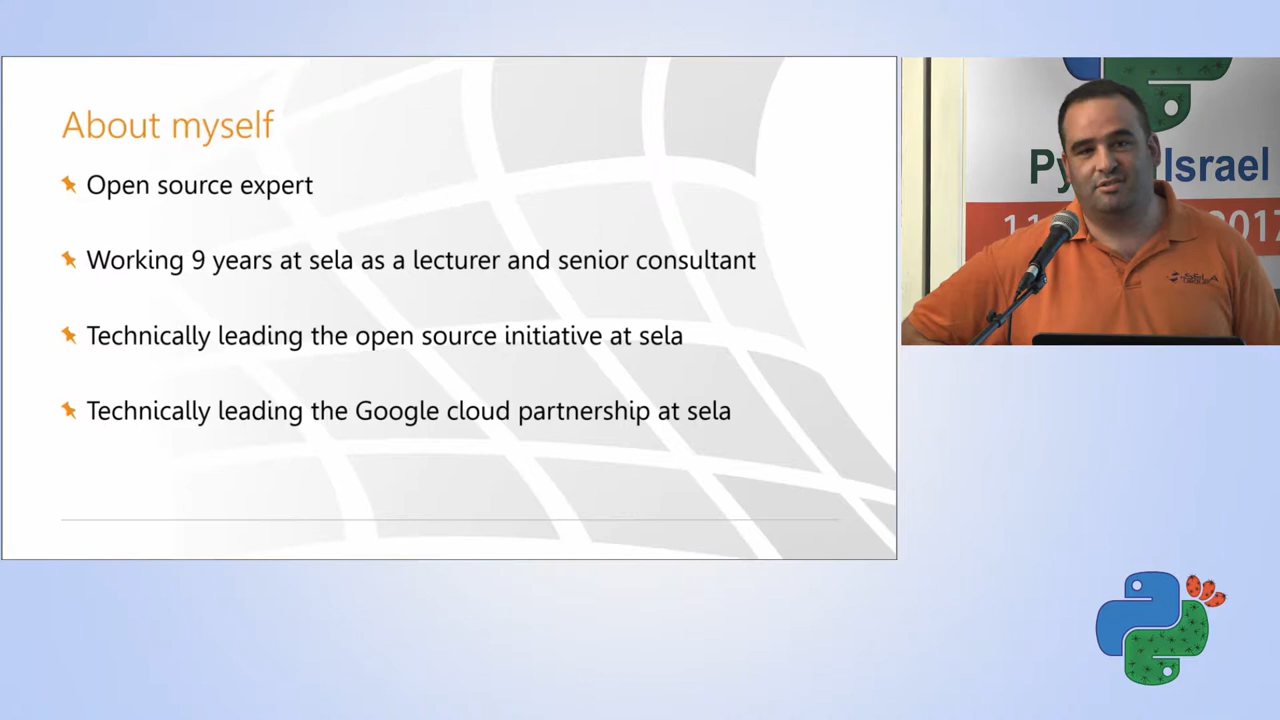 About myself
Open source expert
Working 9 years at sela as a lecturer and senior consultant
Technically leading the open source initiative at sela
Technically leading the Google cloud partnership at sela
Israel
SELA